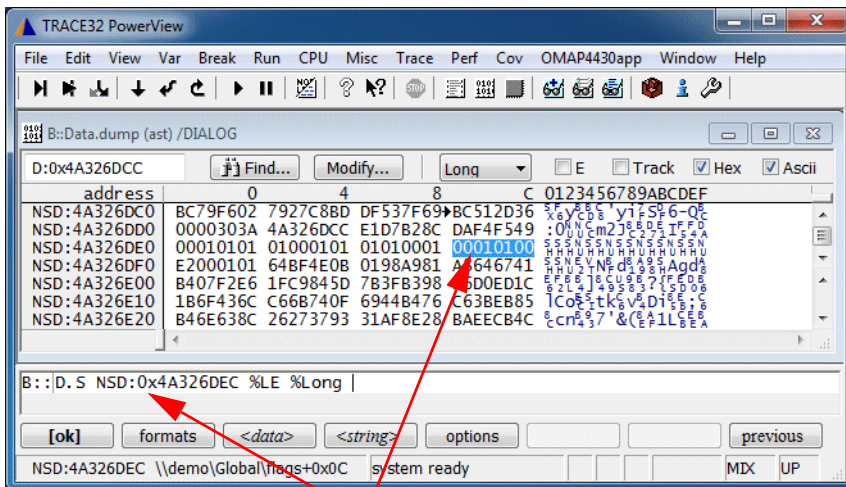 TRACE32 PowerView
File Edit View Var Break Run CPU Misc Trace Perf Cov OMAP4430app Window Help
B::Data.dump (ast) /DIALOG
D:0x4A326DCC Find... Modify... Long E Track Hex Ascii
address 0 4 8 C 0123456789ABCDEF
NSD:4A326DC0 BC79F602 7927C8BD DF537F69 BC512D36
NSD:4A326DD0 0000303A 4A326DCC E1D7B28C DAF4F549
NSD:4A326DE0 00010101 01000101 01010001 00010100
NSD:4A326DF0 E2000101 64BF4E0B 0198A981
NSD:4A326E00 B407F2E6 1FC9845D 7B3FB398
NSD:4A326E10 1B6F436C C66B740F 6944B476 C63BEB85
NSD:4A326E20 B46E638C 26273793 31AF8E28 BAEECB4C
B::D.S NSD:0x4A326DEC %LE %Long
[ok] formats <data> <string> options previous
NSD:4A326DEC \\demo\Global\flags+0x0C system ready MIX UP